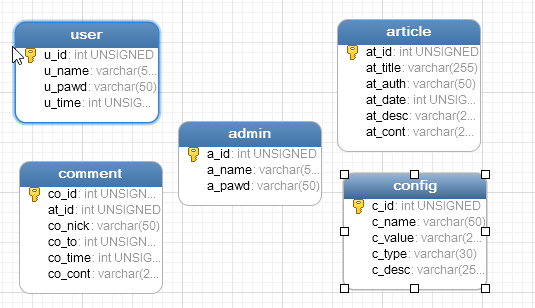 user
u_id: int UNSIGNED
u_name: varchar(5...
u_pawd: varchar(50)
u_time: int UNSIG...
article
at_id: int UNSIGNED
at_title: varchar(255)
at_auth: varchar(50)
at_date: int UNSIG...
at_desc: varchar(2...
at_cont: varchar(2...
admin
a_id: int UNSIGNED
a_name: varchar(5...
a_pawd: varchar(50)
comment
co_id: int UNSIGN...
at_id: int UNSIGNED
co_nick: varchar(50)
co_to: int UNSIGN...
co_time: int UNSIG...
co_cont: varchar(2...
config
c_id: int UNSIGNED
c_name: varchar(50)
c_value: varchar(2...
c_type: varchar(30)
c_desc: varchar(25...